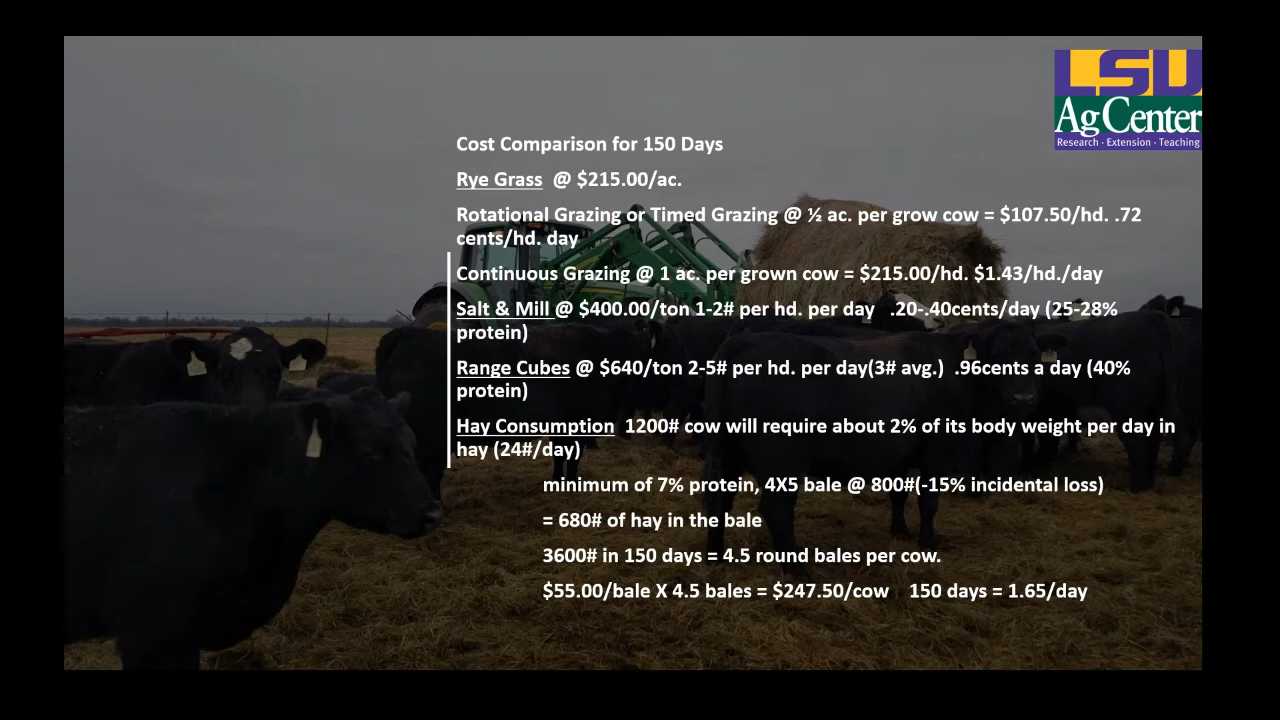 LSU
AgCenter
Research · Extension · Teaching
Cost Comparison for 150 Days
Rye Grass @ $215.00/ac.
Rotational Grazing or Timed Grazing @ ½ ac. per grow cow = $107.50/hd. .72
cents/hd. day
Continuous Grazing @ 1 ac. per grown cow = $215.00/hd. $1.43/hd./day
Salt & Mill @ $400.00/ton 1-2# per hd. per day .20-.40cents/day (25-28%
protein)
Range Cubes @ $640/ton 2-5# per hd. per day(3# avg.) .96cents a day (40%
protein)
Hay Consumption 1200# cow will require about 2% of its body weight per day in
hay (24#/day)
minimum of 7% protein, 4X5 bale @ 800#(-15% incidental loss)
= 680# of hay in the bale
3600# in 150 days = 4.5 round bales per cow.
$55.00/bale X 4.5 bales = $247.50/cow 150 days = 1.65/day